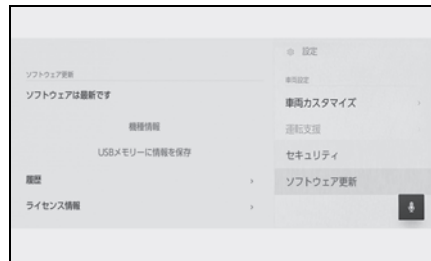 ソフトウェア更新
ソフトウェアは最新です
機種情報
USBメモリーに情報を保存
履歴
ライセンス情報
設定
車両設定
車両カスタマイズ
運転支援
セキュリティ
ソフトウェア更新